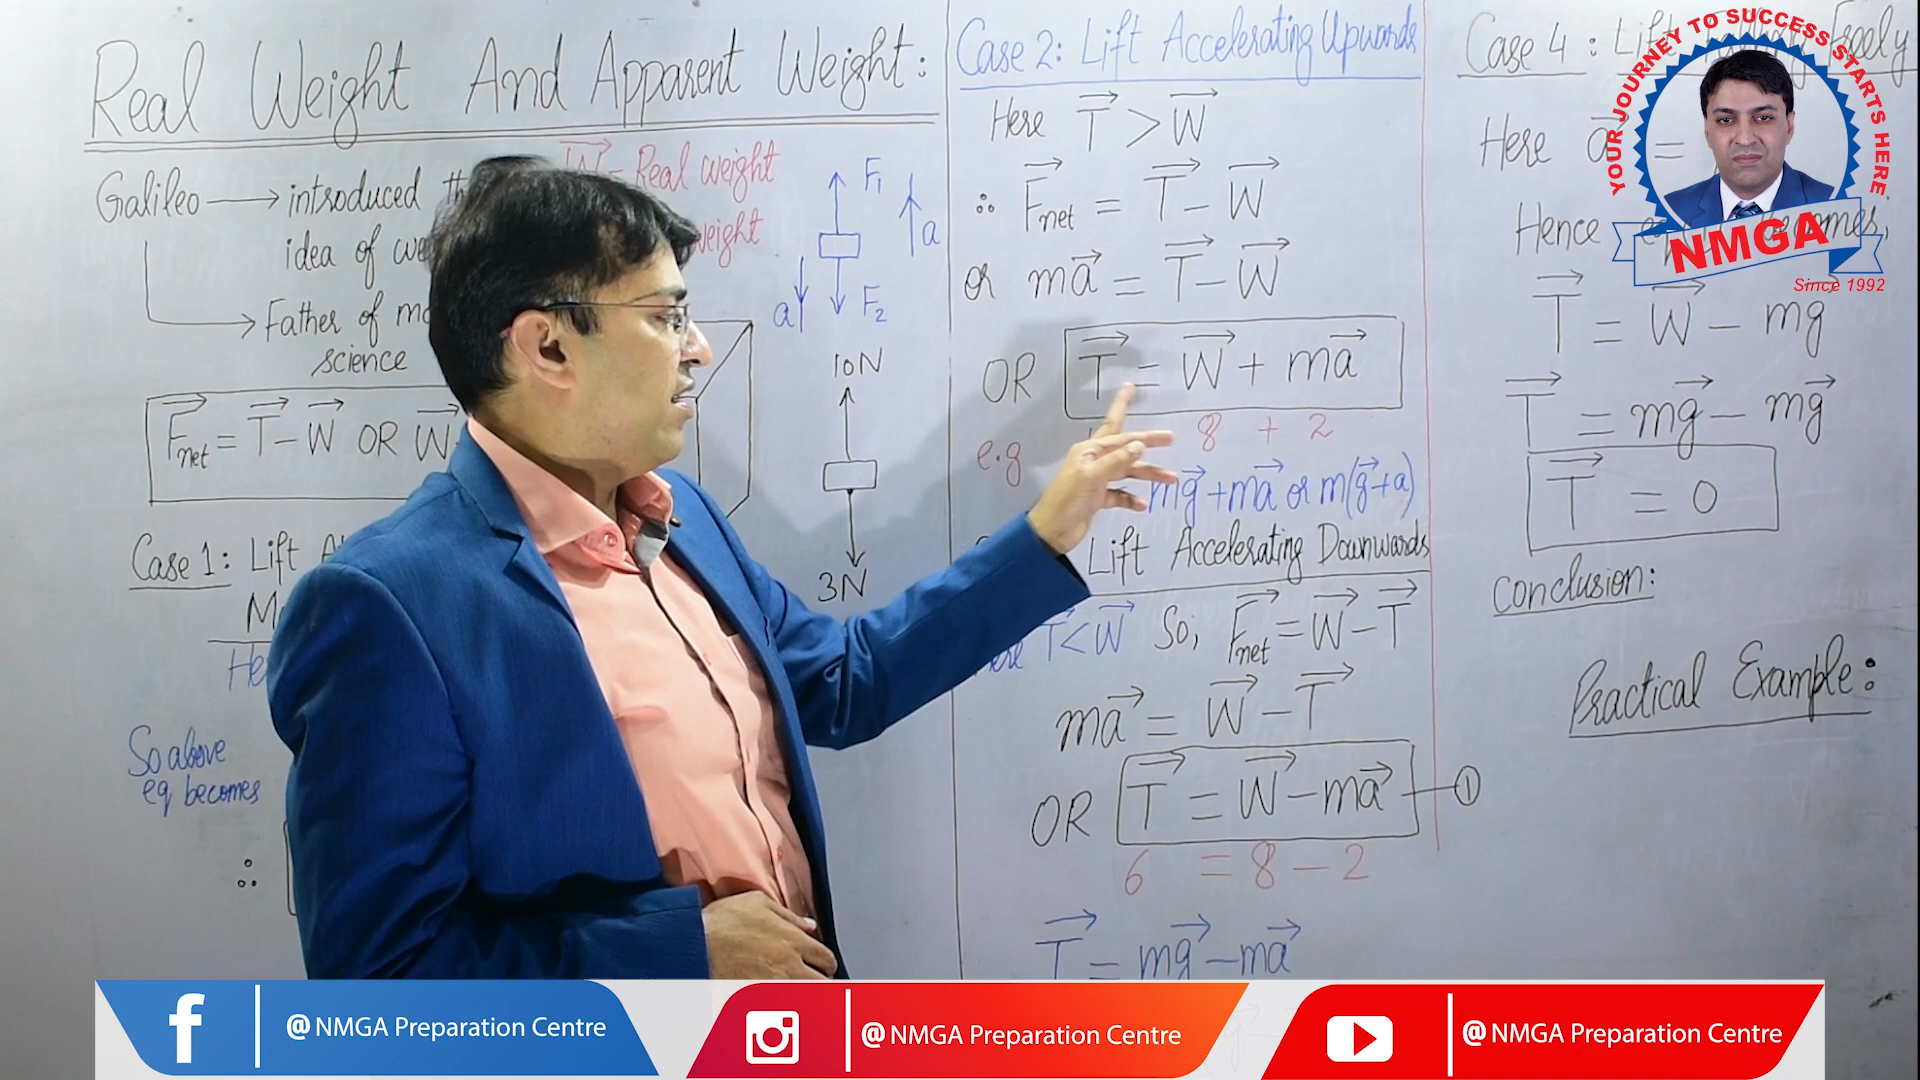 Real Weight And Apparent Weight:
Galileo → introduced
W - Real weight
weight
idea of
Father of
science
F₁
a
F₂
a
10N
3N
Fnet = T - W OR W
Case 1: Lift
So above
eq becomes
∴
Case 2: Lift Accelerating Upwards
Here T > W
∴ Fnet = T - W
or ma = T - W
OR T = W + ma
e.g 8 + 2
mg + ma or m(g+a)
Lift Accelerating Downwards
T < W So, Fnet = W - T
ma = W - T
OR T = W - ma — ①
6 = 8 - 2
T = mg - ma
Case 4: Lift Freely
Here a =
Hence
T = W - mg
T = mg - mg
T = 0
Conclusion:
Practical Example:
YOUR JOURNEY TO SUCCESS STARTS HERE
NMGA
Since 1992
@NMGA Preparation Centre
@NMGA Preparation Centre
@NMGA Preparation Centre